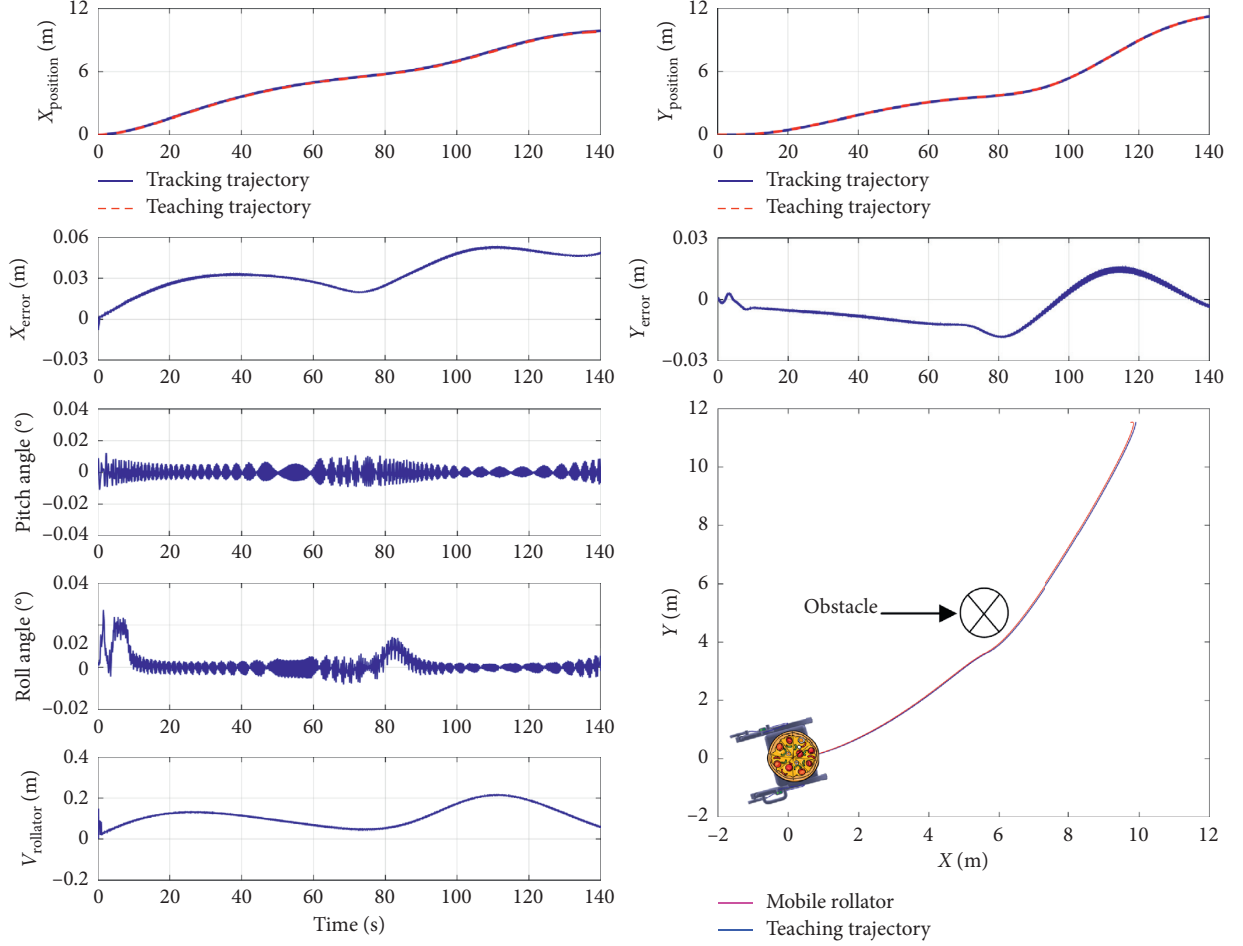 12
6
0
X position (m)
0 20 40 60 80 100 120 140
Tracking trajectory
Teaching trajectory
12
6
0
Y position (m)
0 20 40 60 80 100 120 140
Tracking trajectory
Teaching trajectory
0.06
0.03
0
–0.03
X error (m)
0 20 40 60 80 100 120 140
0.03
0
–0.03
Y error (m)
0 20 40 60 80 100 120 140
0.04
0.02
0
–0.02
–0.04
Pitch angle (°)
0 20 40 60 80 100 120 140
0.04
0.02
0
–0.02
Roll angle (°)
0 20 40 60 80 100 120 140
0.4
0.2
0
–0.2
V rollator (m)
0 20 40 60 80 100 120 140
Time (s)
12
10
8
6
4
2
0
–2
Y (m)
Obstacle
–2 0 2 4 6 8 10 12
X (m)
Mobile rollator
Teaching trajectory